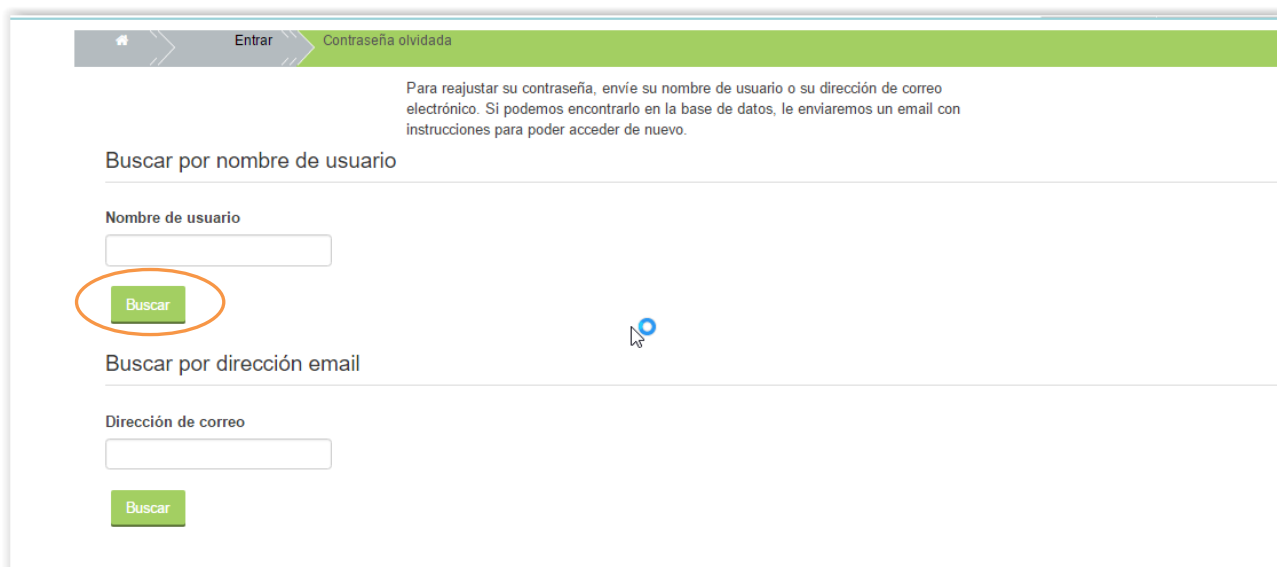 Entrar
Contraseña olvidada
Para reajustar su contraseña, envíe su nombre de usuario o su dirección de correo
electrónico. Si podemos encontrarlo en la base de datos, le enviaremos un email con
instrucciones para poder acceder de nuevo.
Buscar por nombre de usuario
Nombre de usuario
Buscar
Buscar por dirección email
Dirección de correo
Buscar